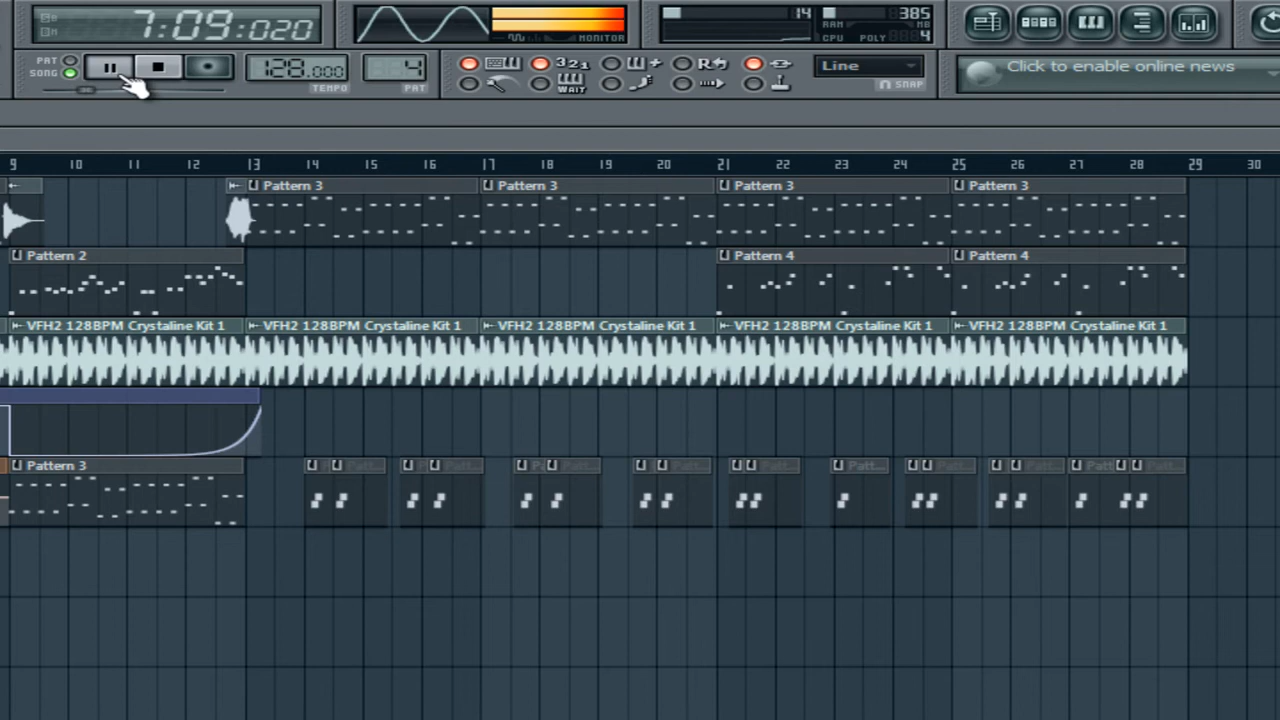 7:09:020 MONITOR 14 385
RAM MB
CPU POLY 4
PAT
SONG
128.000 4 321 Line Click to enable online news
TEMPO PAT WAIT SNAP
9 10 11 12 13 14 15 16 17 18 19 20 21 22 23 24 25 26 27 28 29 30
Pattern 3 Pattern 3 Pattern 3 Pattern 3
Pattern 2 Pattern 4 Pattern 4
VFH2 128BPM Crystaline Kit 1 VFH2 128BPM Crystaline Kit 1 VFH2 128BPM Crystaline Kit 1 VFH2 128BPM Crystaline Kit 1 VFH2 128BPM Crystaline Kit 1
Pattern 3